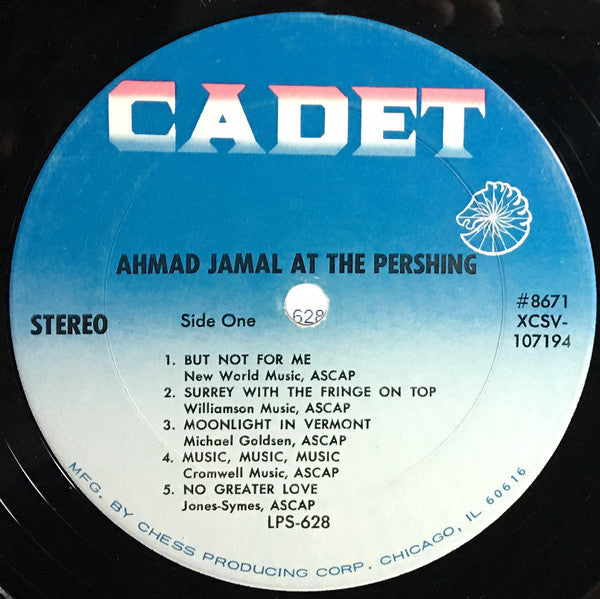 CADET
AHMAD JAMAL AT THE PERSHING
STEREO
Side One
628
#8671
XCSV-
107194
1. BUT NOT FOR ME
New World Music, ASCAP
2. SURREY WITH THE FRINGE ON TOP
Williamson Music, ASCAP
3. MOONLIGHT IN VERMONT
Michael Goldsen, ASCAP
4. MUSIC, MUSIC, MUSIC
Cromwell Music, ASCAP
5. NO GREATER LOVE
Jones-Symes, ASCAP
LPS-628
MFG. BY CHESS PRODUCING CORP. CHICAGO, IL 60616